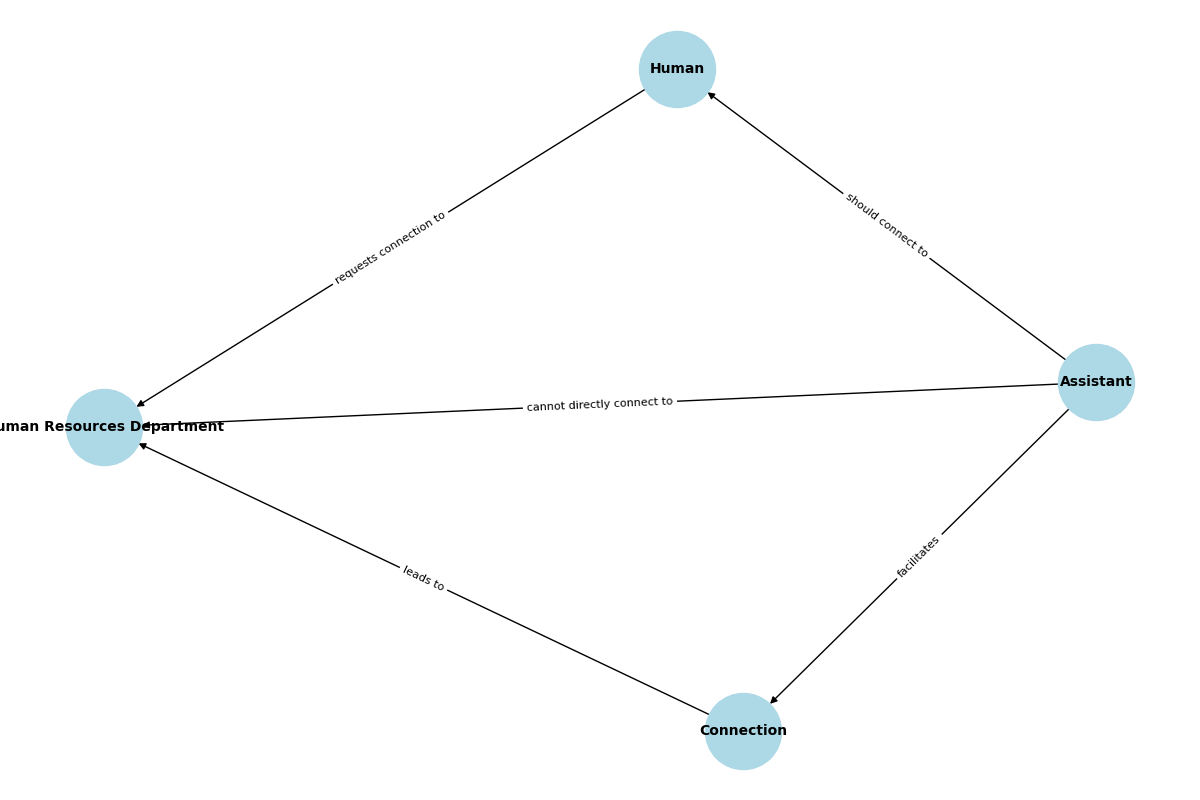 Human
should connect to
requests connection to
Assistant
cannot directly connect to
uman Resources Department
facilitates
leads to
Connection